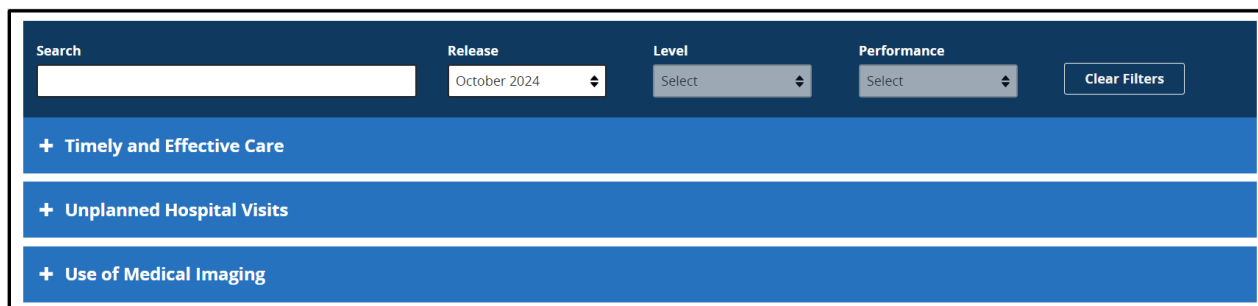 Search Release Level Performance
October 2024 Select Select Clear Filters
+ Timely and Effective Care
+ Unplanned Hospital Visits
+ Use of Medical Imaging